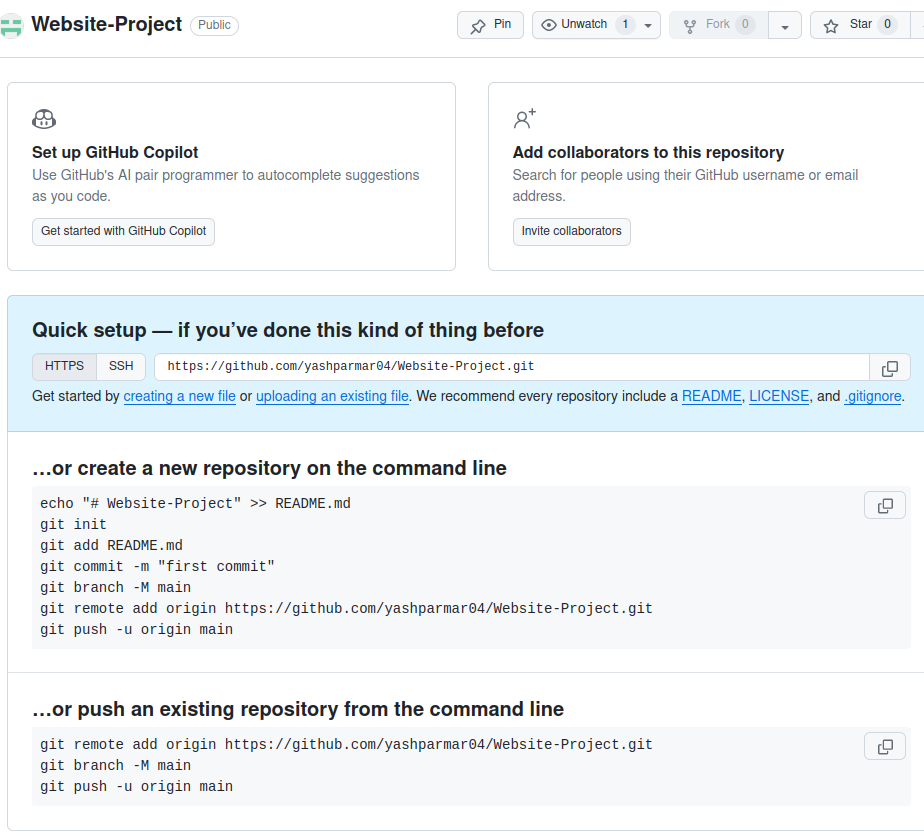 Website-Project Public Pin Unwatch 1 Fork 0 Star 0
Set up GitHub Copilot
Use GitHub's AI pair programmer to autocomplete suggestions
as you code.
Get started with GitHub Copilot
Add collaborators to this repository
Search for people using their GitHub username or email
address.
Invite collaborators
Quick setup — if you’ve done this kind of thing before
HTTPS SSH https://github.com/yashparmar04/Website-Project.git
Get started by creating a new file or uploading an existing file. We recommend every repository include a README, LICENSE, and .gitignore.
…or create a new repository on the command line
echo "# Website-Project" >> README.md
git init
git add README.md
git commit -m "first commit"
git branch -M main
git remote add origin https://github.com/yashparmar04/Website-Project.git
git push -u origin main
…or push an existing repository from the command line
git remote add origin https://github.com/yashparmar04/Website-Project.git
git branch -M main
git push -u origin main